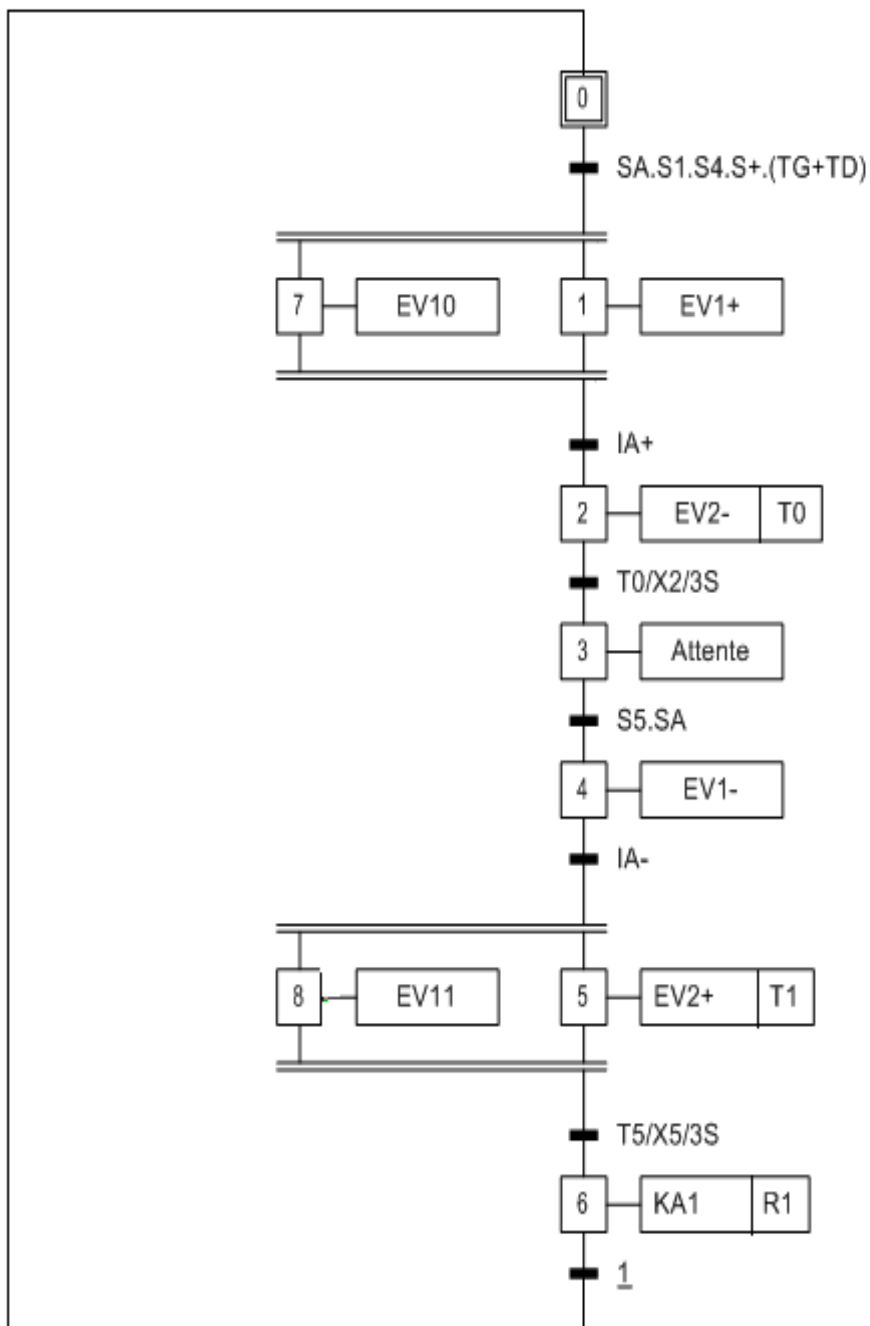 0
SA.S1.S4.S+.(TG+TD)
7 EV10 1 EV1+
IA+
2 EV2- T0
T0/X2/3S
3 Attente
S5.SA
4 EV1-
IA-
8 EV11 5 EV2+ T1
T5/X5/3S
6 KA1 R1
1